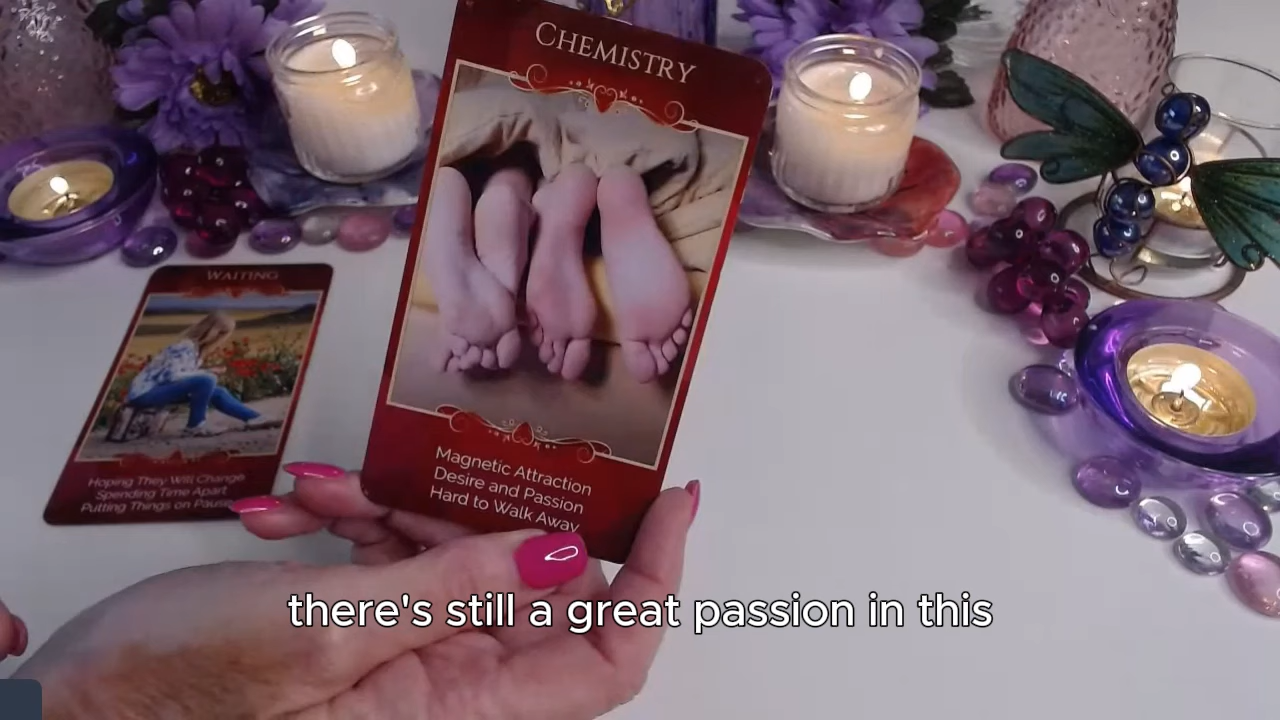 CHEMISTRY
Magnetic Attraction
Desire and Passion
Hard to Walk Away
WAITING
Hoping They Will Change
Spending Time Apart
Putting Things on Pause
there's still a great passion in this